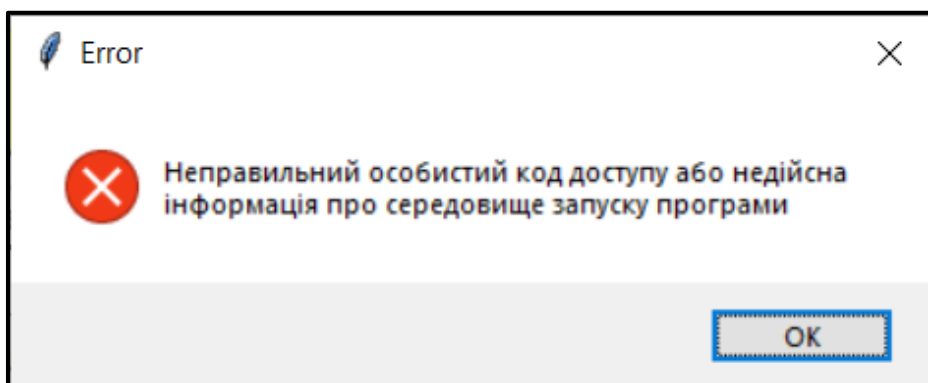 Error
Неправильний особистий код доступу або недійсна
інформація про середовище запуску програми
OK